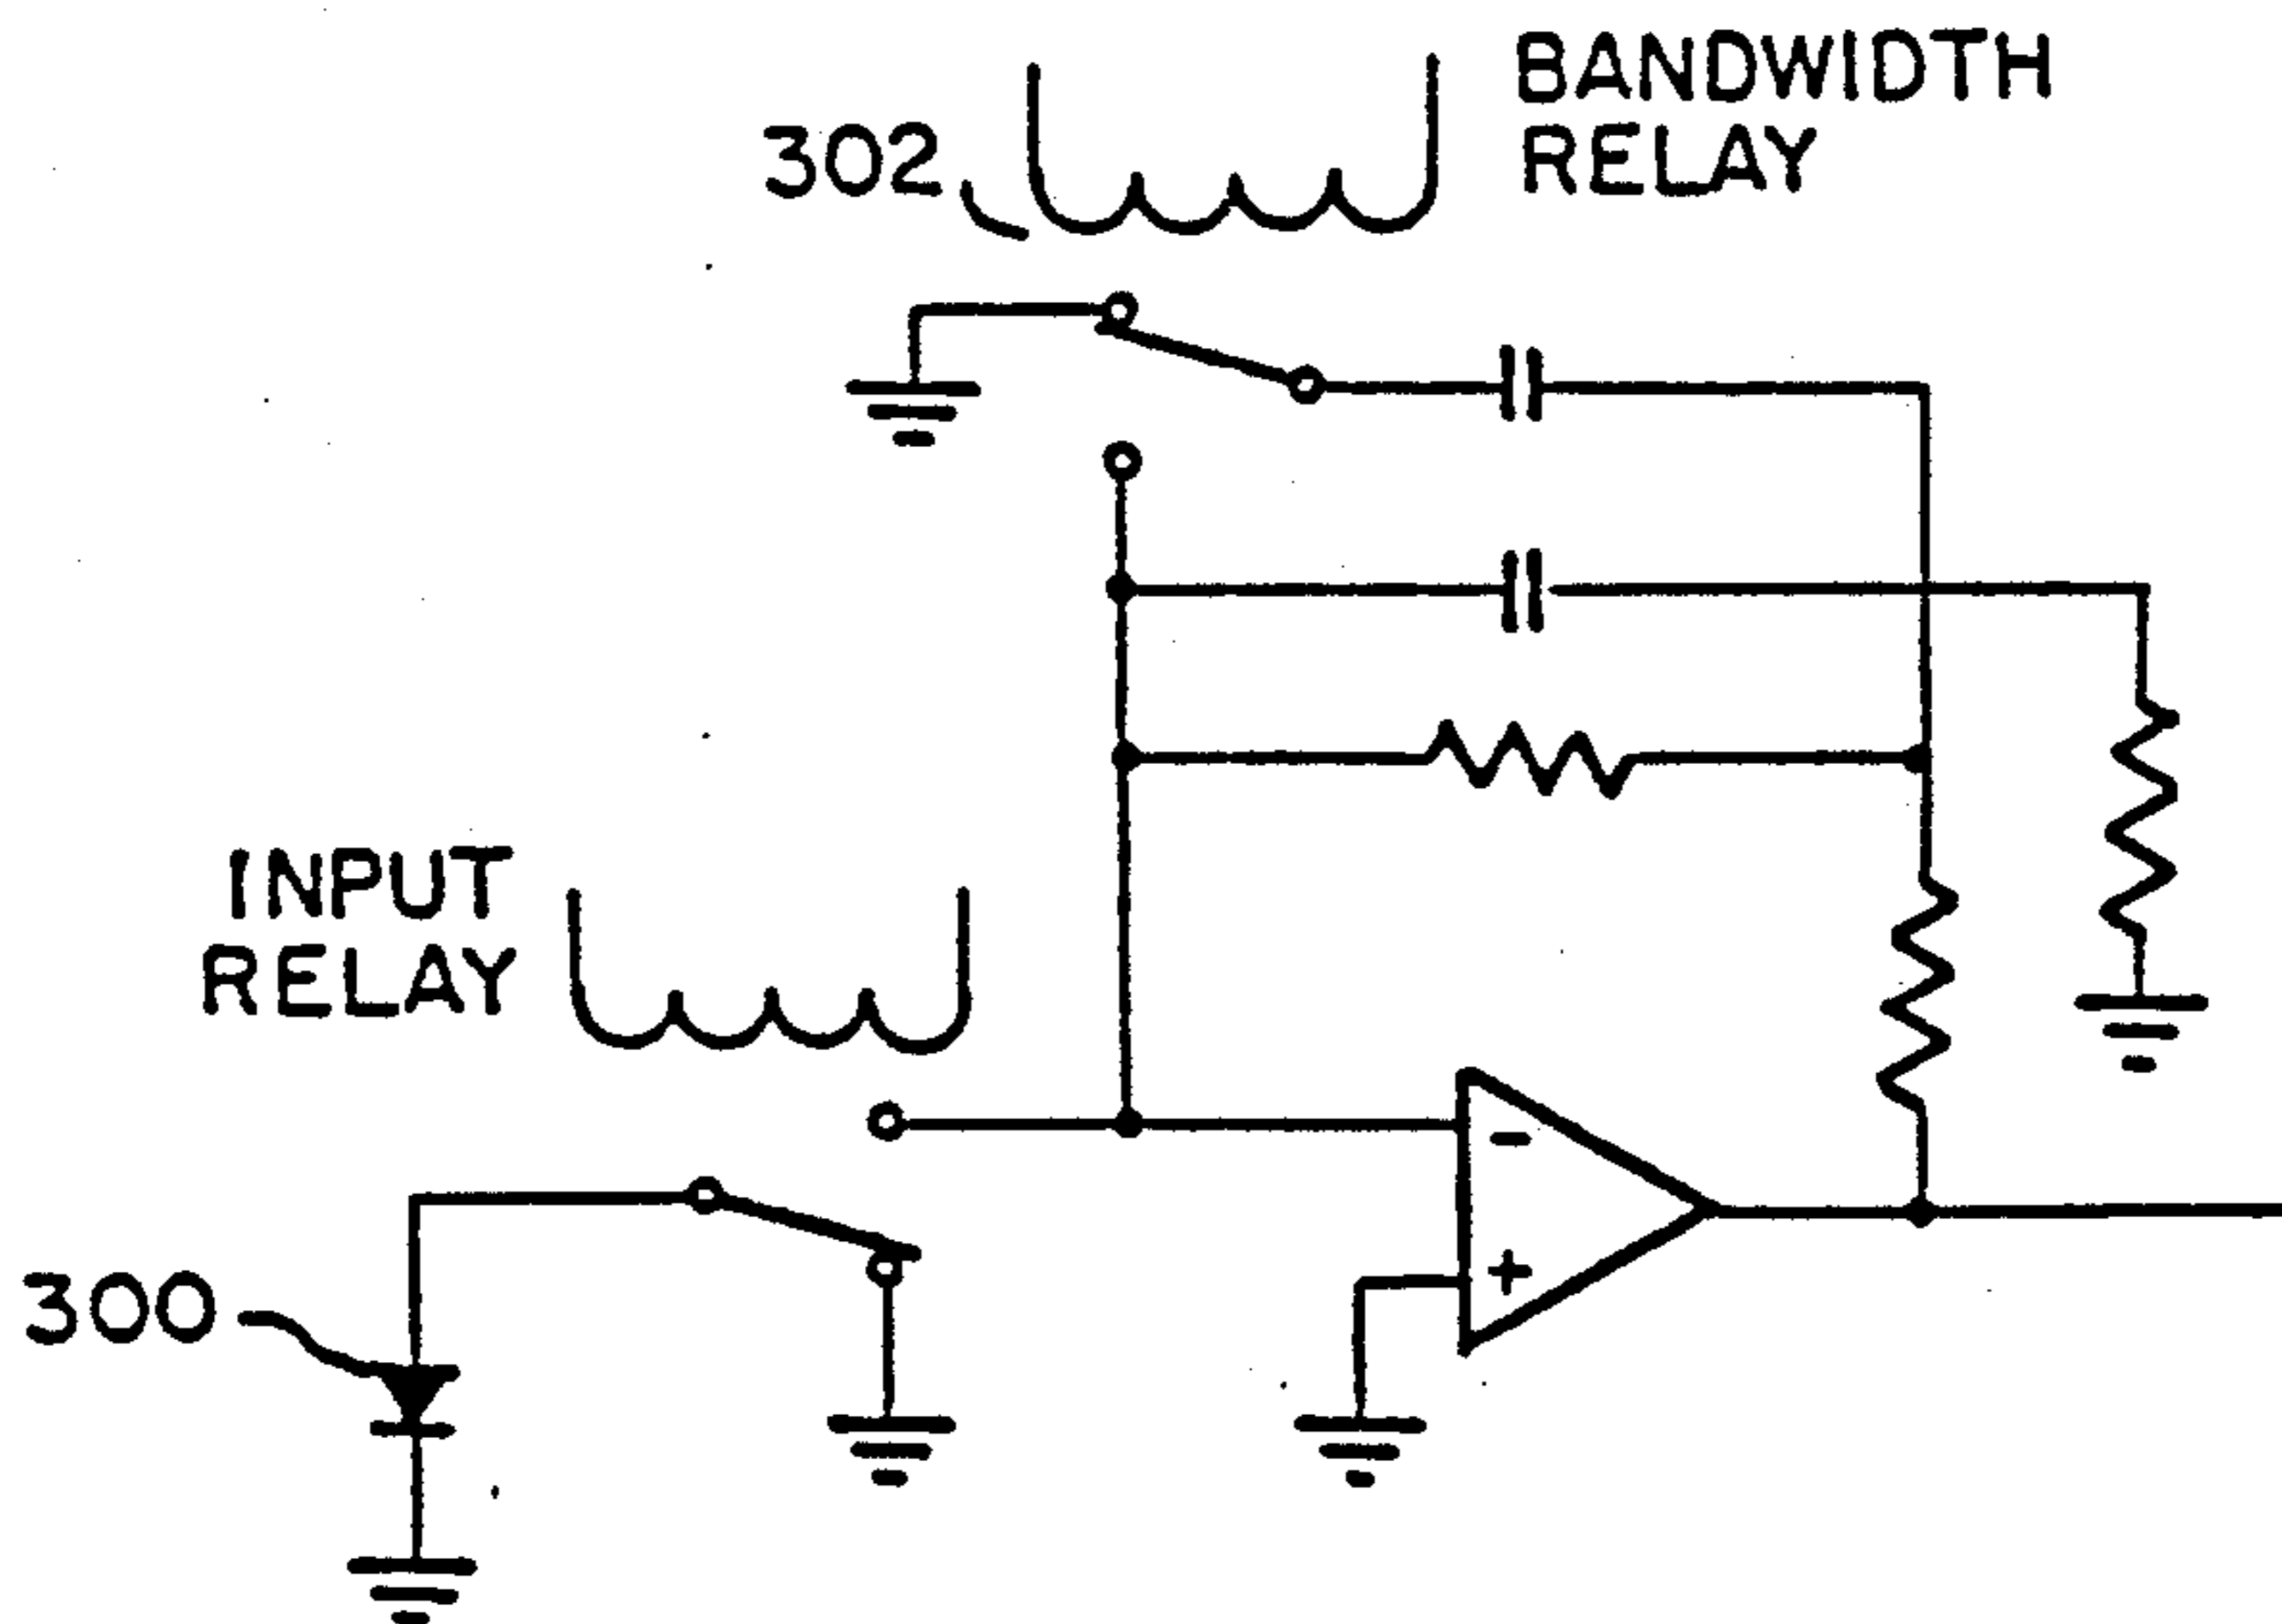 BANDWIDTH
RELAY
302
INPUT
RELAY
-
+
300